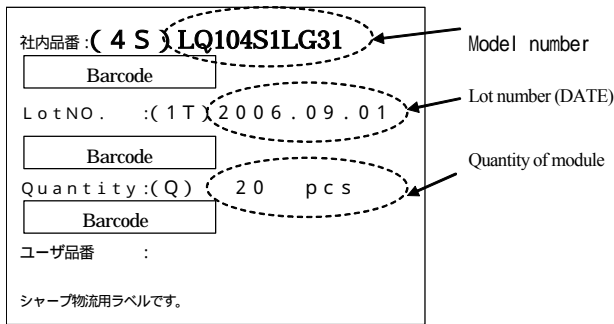 社内品番:(４Ｓ)LQ104S1LG31
Barcode
ＬｏｔNO. :(１Ｔ)２００６.０９.０１
Barcode
Ｑｕａｎｔｉｔｙ:(Ｑ) ２０ ｐｃｓ
Barcode
ユーザ品番 :
シャープ物流用ラベルです。
Model number
Lot number (DATE)
Quantity of module